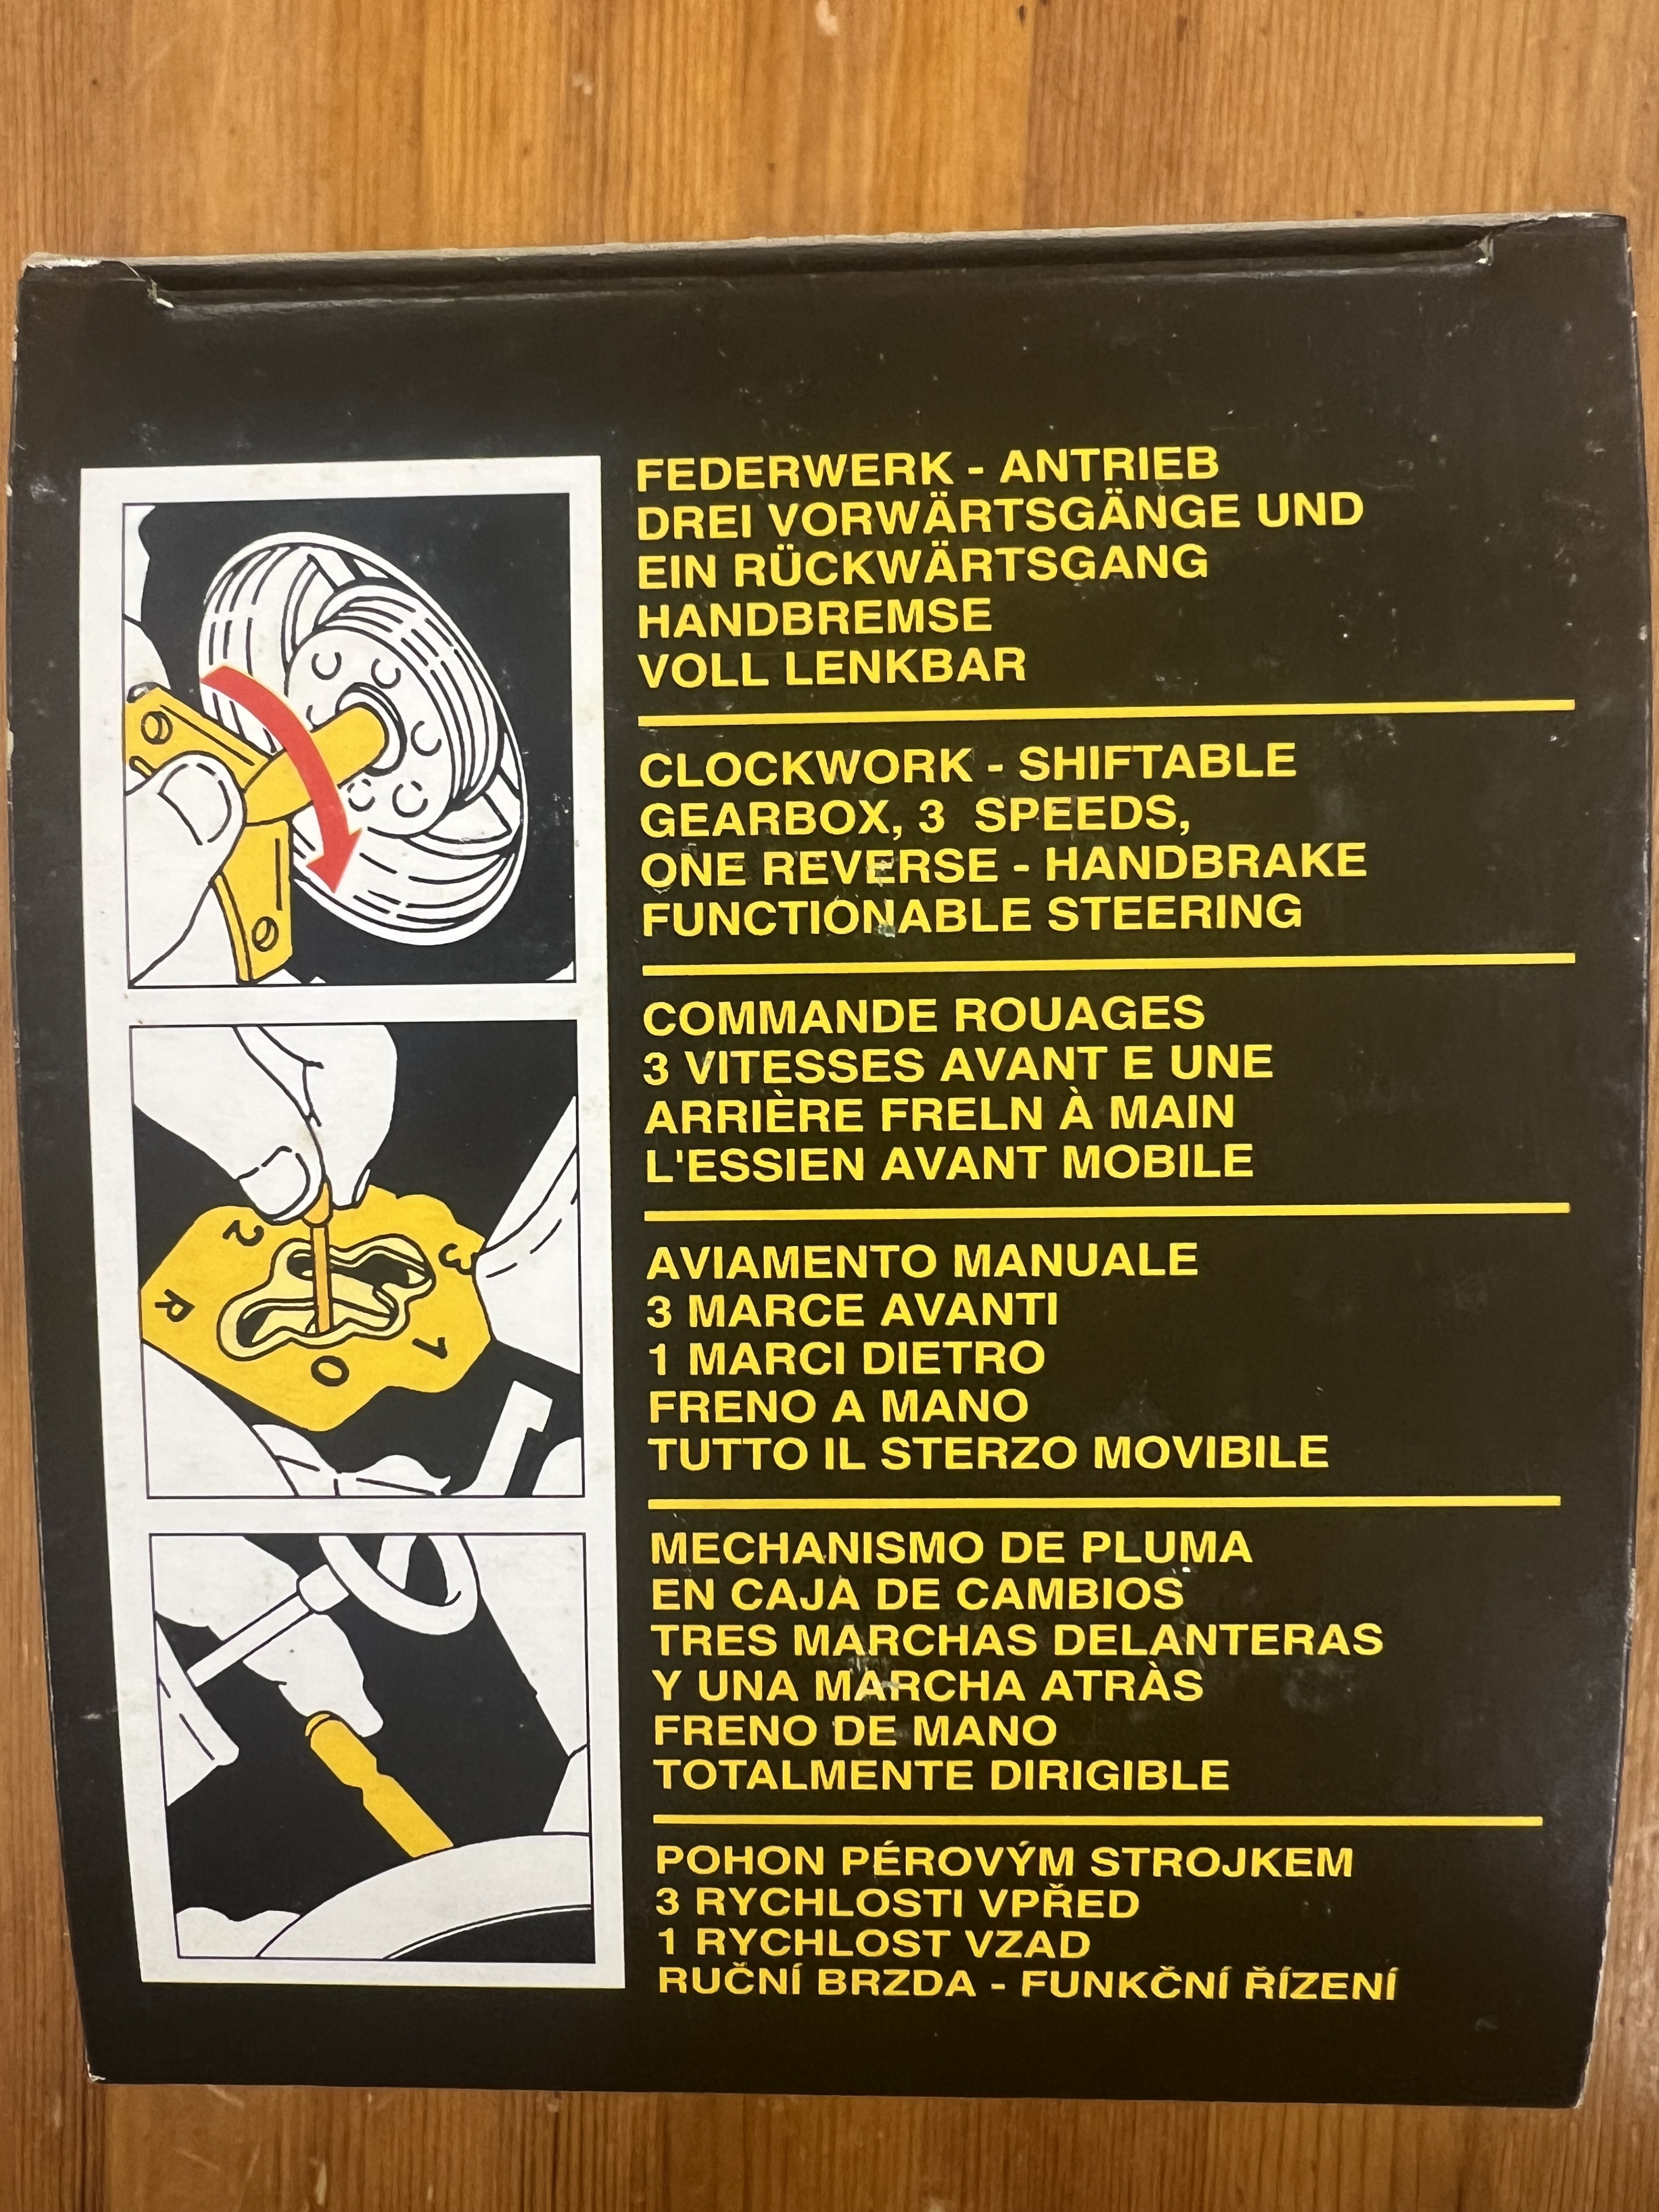 FEDERWERK - ANTRIEB
DREI VORWÄRTSGÄNGE UND
EIN RÜCKWÄRTSGANG
HANDBREMSE
VOLL LENKBAR
CLOCKWORK - SHIFTABLE
GEARBOX, 3 SPEEDS,
ONE REVERSE - HANDBRAKE
FUNCTIONABLE STEERING
COMMANDE ROUAGES
3 VITESSES AVANT E UNE
ARRIÈRE FRELN À MAIN
L'ESSIEN AVANT MOBILE
AVIAMENTO MANUALE
3 MARCE AVANTI
1 MARCI DIETRO
FRENO A MANO
TUTTO IL STERZO MOVIBILE
MECHANISMO DE PLUMA
EN CAJA DE CAMBIOS
TRES MARCHAS DELANTERAS
Y UNA MARCHA ATRÀS
FRENO DE MANO
TOTALMENTE DIRIGIBLE
POHON PÉROVÝM STROJKEM
3 RYCHLOSTI VPŘED
1 RYCHLOST VZAD
RUČNÍ BRZDA - FUNKČNÍ ŘÍZENÍ
2 3
R 0 1